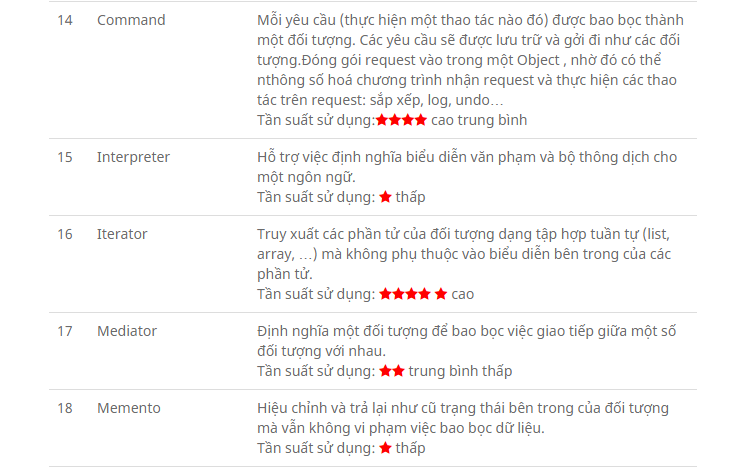 14 Command Mỗi yêu cầu (thực hiện một thao tác nào đó) được bao bọc thành
một đối tượng. Các yêu cầu sẽ được lưu trữ và gởi đi như các đối
tượng.Đóng gói request vào trong một Object , nhờ đó có thể
nthông số hoá chương trình nhận request và thực hiện các thao
tác trên request: sắp xếp, log, undo…
Tần suất sử dụng:★★★★ cao trung bình
15 Interpreter Hỗ trợ việc định nghĩa biểu diễn văn phạm và bộ thông dịch cho
một ngôn ngữ.
Tần suất sử dụng: ★ thấp
16 Iterator Truy xuất các phần tử của đối tượng dạng tập hợp tuần tự (list,
array, …) mà không phụ thuộc vào biểu diễn bên trong của các
phần tử.
Tần suất sử dụng: ★★★★ ★ cao
17 Mediator Định nghĩa một đối tượng để bao bọc việc giao tiếp giữa một số
đối tượng với nhau.
Tần suất sử dụng: ★★ trung bình thấp
18 Memento Hiệu chỉnh và trả lại như cũ trạng thái bên trong của đối tượng
mà vẫn không vi phạm việc bao bọc dữ liệu.
Tần suất sử dụng: ★ thấp